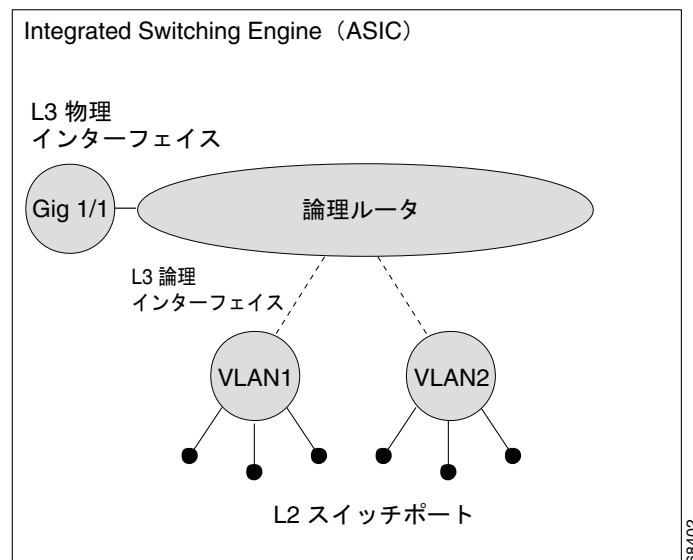 Integrated Switching Engine（ASIC）
L3 物理
インターフェイス
Gig 1/1
論理ルータ
L3 論理
インターフェイス
VLAN1
VLAN2
L2 スイッチポート